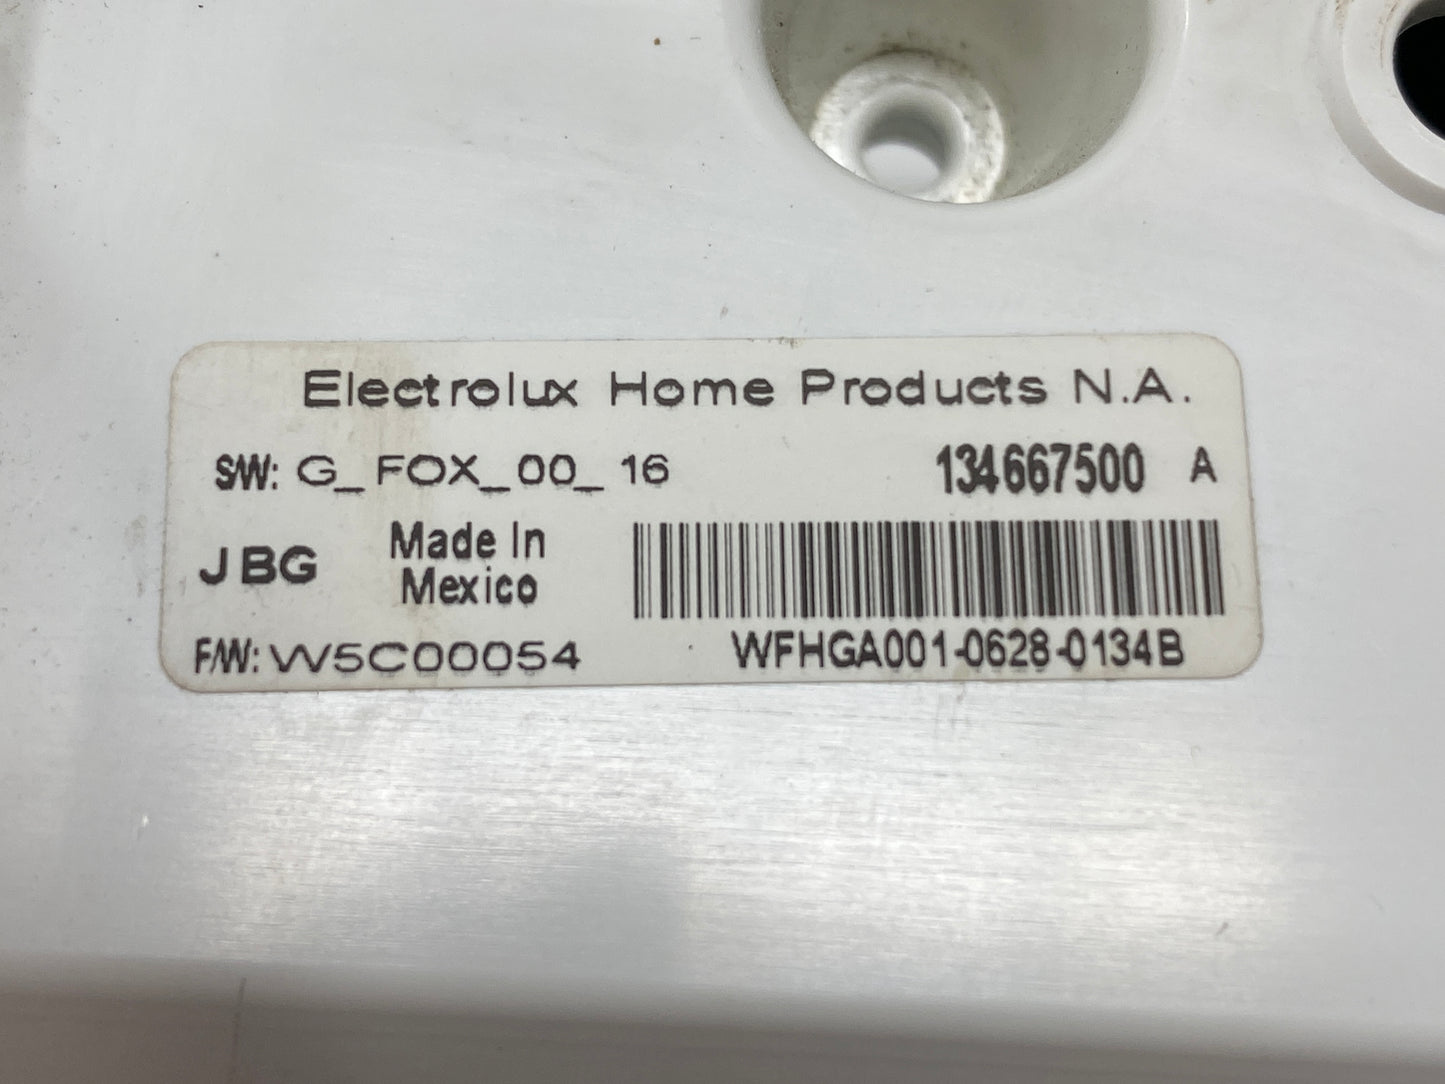 Electrolux Home Products N.A.
S/W: G_FOX_00_16 134667500 A
JBG Made In
Mexico
F/W: W5C00054 WFHGA001-0628-0134B